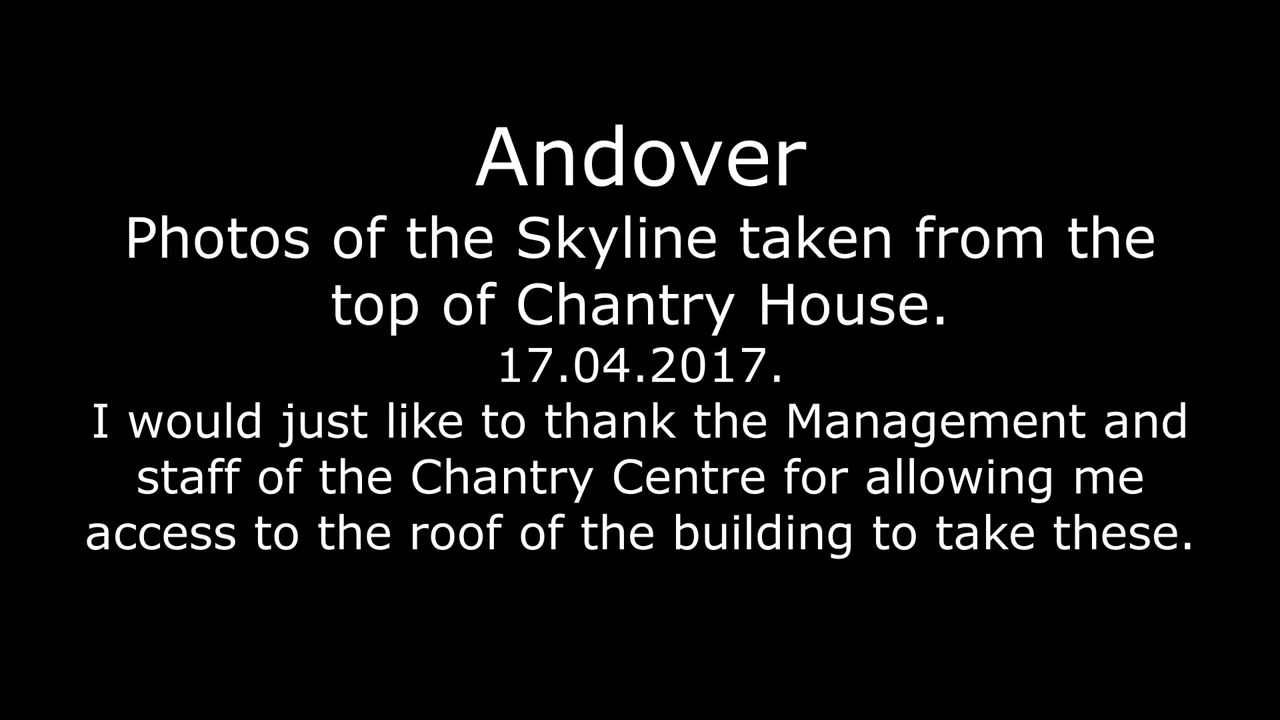 Andover
Photos of the Skyline taken from the
top of Chantry House.
17.04.2017.
I would just like to thank the Management and
staff of the Chantry Centre for allowing me
access to the roof of the building to take these.